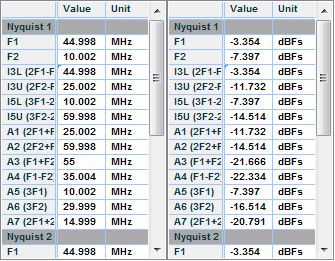 Value Unit
Nyquist 1
F1 44.998 MHz
F2 10.002 MHz
I3L (2F1-F 44.998 MHz
I3U (2F2-F 25.002 MHz
I5L (3F1-2 10.002 MHz
I5U (3F2-2 59.998 MHz
A1 (2F1+F 25.002 MHz
A2 (2F2+F 59.998 MHz
A3 (F1+F2 55 MHz
A4 (F1-F2) 35.004 MHz
A5 (3F1) 10.002 MHz
A6 (3F2) 29.999 MHz
A7 (2F1+2 14.999 MHz
Nyquist 2
F1 44.998 MHz
Value Unit
Nyquist 1
F1 -3.354 dBFs
F2 -7.397 dBFs
I3L (2F1-F -3.354 dBFs
I3U (2F2-F -11.732 dBFs
I5L (3F1-2 -7.397 dBFs
I5U (3F2-2 -14.514 dBFs
A1 (2F1+F -11.732 dBFs
A2 (2F2+F -14.514 dBFs
A3 (F1+F2 -21.666 dBFs
A4 (F1-F2) -22.334 dBFs
A5 (3F1) -7.397 dBFs
A6 (3F2) -16.514 dBFs
A7 (2F1+2 -20.791 dBFs
Nyquist 2
F1 -3.354 dBFs